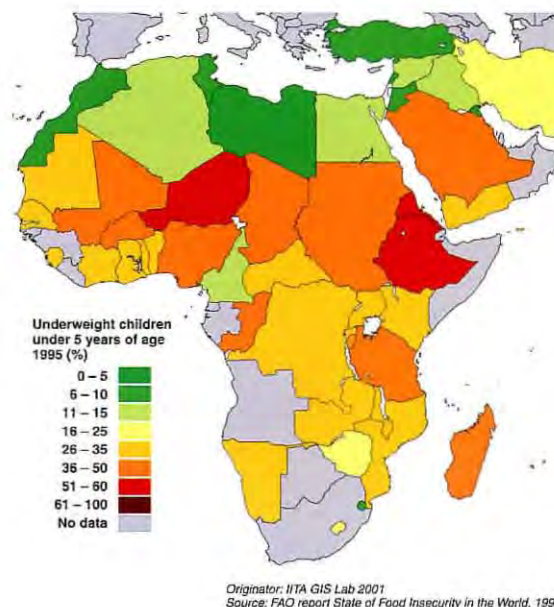 Underweight children
under 5 years of age
1995 (%)
0 – 5
6 – 10
11 – 15
16 – 25
26 – 35
36 – 50
51 – 60
61 – 100
No data
Originator: IITA GIS Lab 2001
Source: FAO report State of Food Insecurity in the World, 199